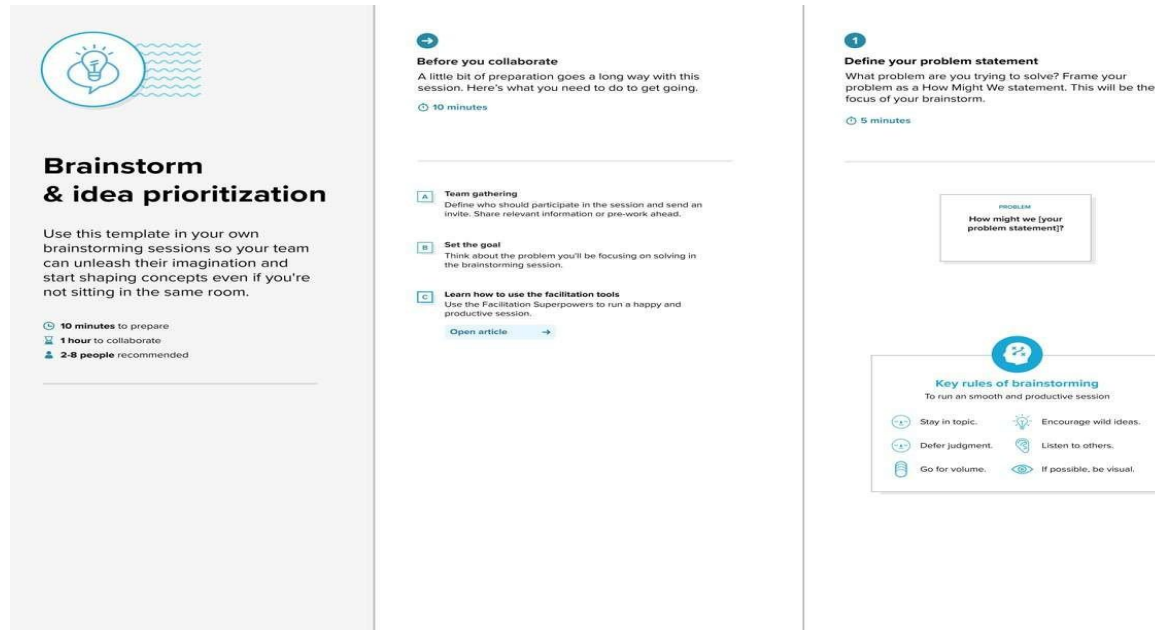 Brainstorm
& idea prioritization
Use this template in your own
brainstorming sessions so your team
can unleash their imagination and
start shaping concepts even if you're
not sitting in the same room.
10 minutes to prepare
1 hour to collaborate
2-8 people recommended
Before you collaborate
A little bit of preparation goes a long way with this
session. Here's what you need to do to get going.
10 minutes
A
Team gathering
Define who should participate in the session and send an
invite. Share relevant information or pre-work ahead.
B
Set the goal
Think about the problem you'll be focusing on solving in
the brainstorming session.
C
Learn how to use the facilitation tools
Use the Facilitation Superpowers to run a happy and
productive session.
Open article
1
Define your problem statement
What problem are you trying to solve? Frame your
problem as a How Might We statement. This will be the
focus of your brainstorm.
5 minutes
PROBLEM
How might we [your
problem statement]?
Key rules of brainstorming
To run an smooth and productive session
Stay in topic.
Encourage wild ideas.
Defer judgment.
Listen to others.
Go for volume.
If possible, be visual.